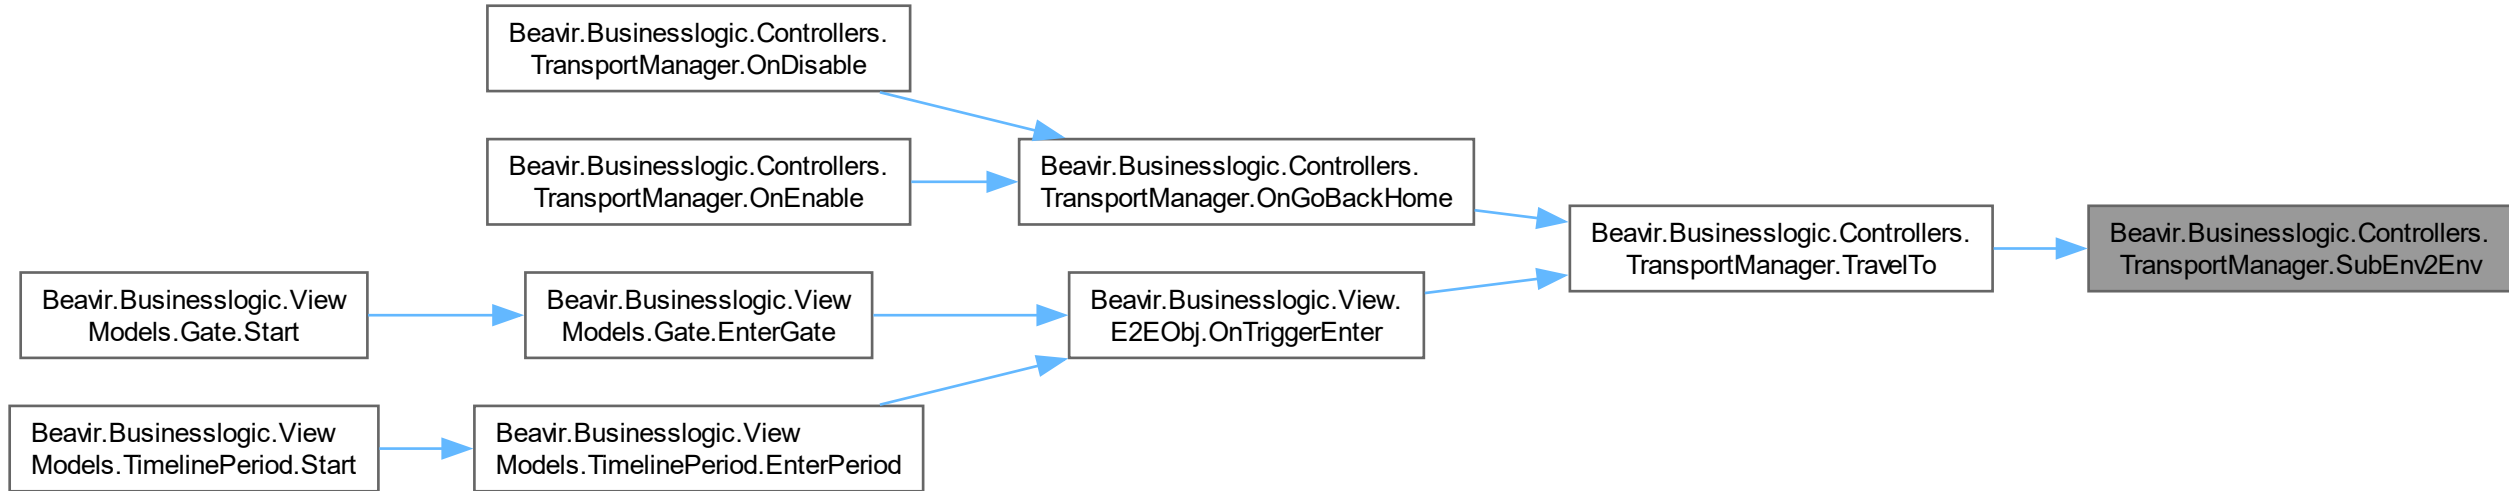 Beavir.Businesslogic.Controllers.
TransportManager.OnDisable
Beavir.Businesslogic.Controllers.
TransportManager.OnEnable
Beavir.Businesslogic.Controllers.
TransportManager.OnGoBackHome
Beavir.Businesslogic.Controllers.
TransportManager.TravelTo
Beavir.Businesslogic.Controllers.
TransportManager.SubEnv2Env
Beavir.Businesslogic.View
Models.Gate.Start
Beavir.Businesslogic.View
Models.Gate.EnterGate
Beavir.Businesslogic.View.
E2EObj.OnTriggerEnter
Beavir.Businesslogic.View
Models.TimelinePeriod.Start
Beavir.Businesslogic.View
Models.TimelinePeriod.EnterPeriod